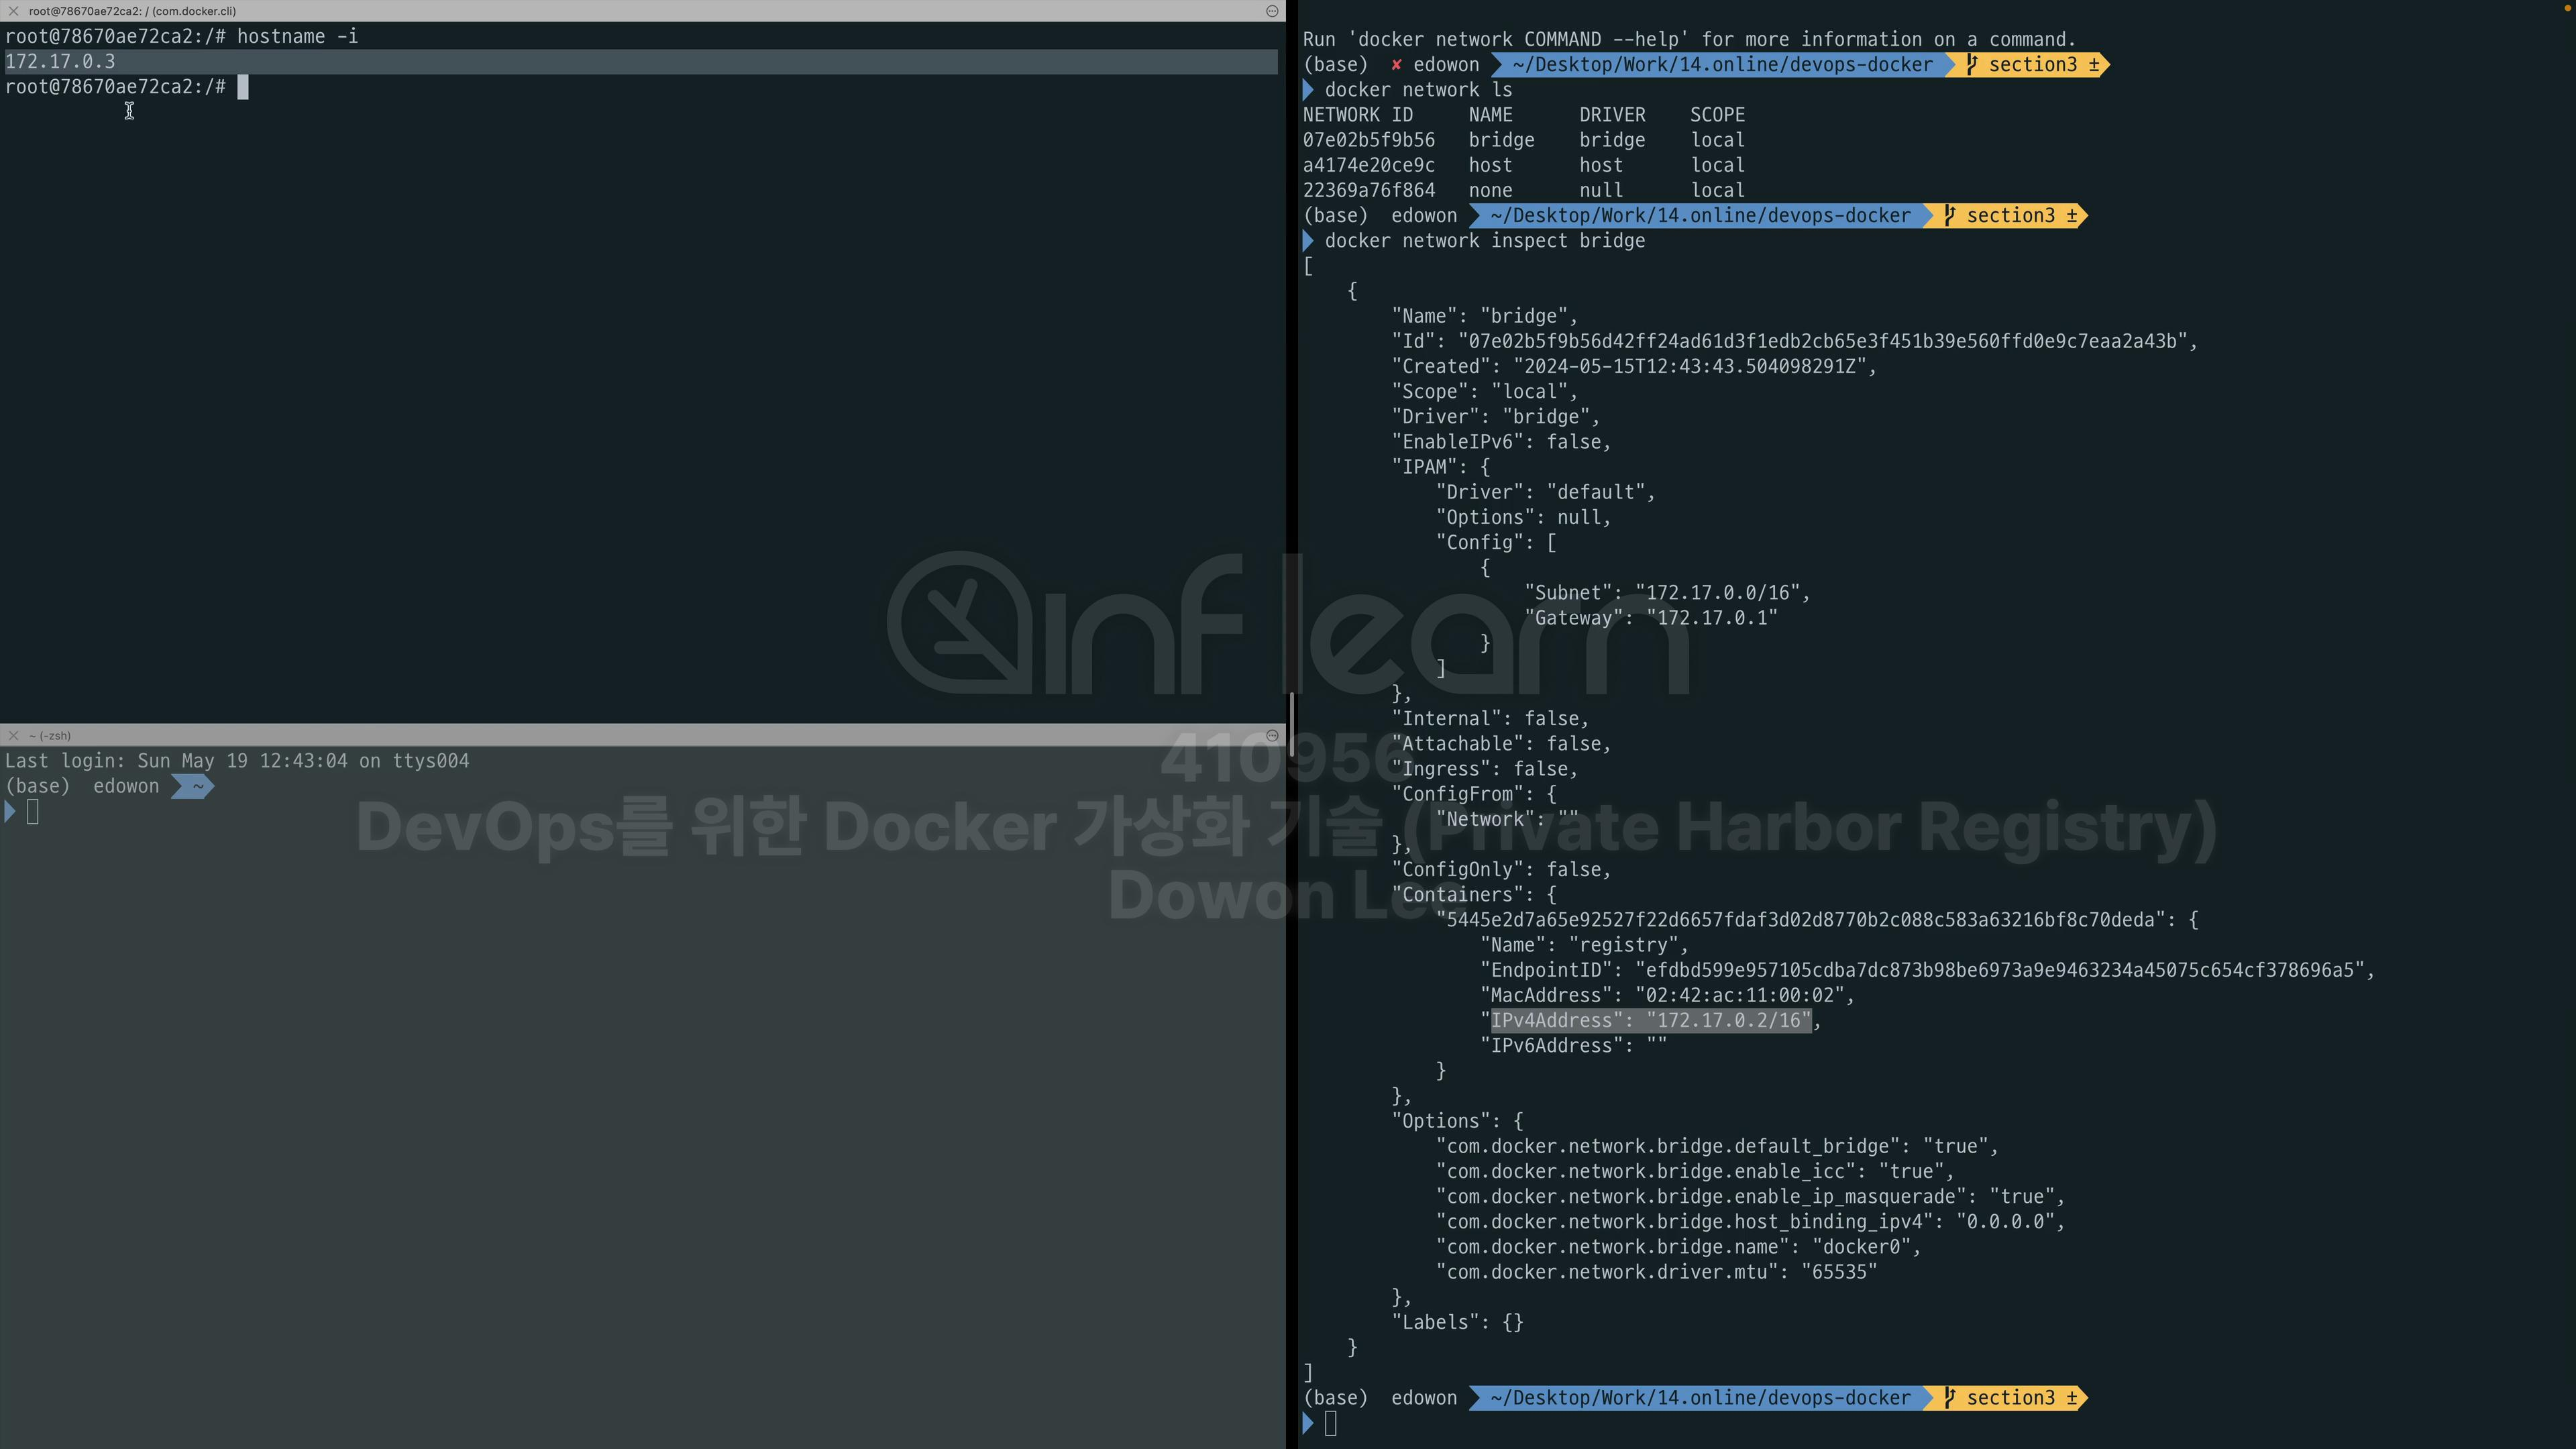 root@78670ae72ca2: / (com.docker.cli)
root@78670ae72ca2:/# hostname -i
172.17.0.3
root@78670ae72ca2:/#
~ (-zsh)
Last login: Sun May 19 12:43:04 on ttys004
(base) edowon ~
Run 'docker network COMMAND --help' for more information on a command.
(base) ✘ edowon ~/Desktop/Work/14.online/devops-docker section3 ±
docker network ls
NETWORK ID NAME DRIVER SCOPE
07e02b5f9b56 bridge bridge local
a4174e20ce9c host host local
22369a76f864 none null local
(base) edowon ~/Desktop/Work/14.online/devops-docker section3 ±
docker network inspect bridge
[
{
"Name": "bridge",
"Id": "07e02b5f9b56d42ff24ad61d3f1edb2cb65e3f451b39e560ffd0e9c7eaa2a43b",
"Created": "2024-05-15T12:43:43.504098291Z",
"Scope": "local",
"Driver": "bridge",
"EnableIPv6": false,
"IPAM": {
"Driver": "default",
"Options": null,
"Config": [
{
"Subnet": "172.17.0.0/16",
"Gateway": "172.17.0.1"
}
]
},
"Internal": false,
"Attachable": false,
"Ingress": false,
"ConfigFrom": {
"Network": ""
},
"ConfigOnly": false,
"Containers": {
"5445e2d7a65e92527f22d6657fdaf3d02d8770b2c088c583a63216bf8c70deda": {
"Name": "registry",
"EndpointID": "efdbd599e957105cdba7dc873b98be6973a9e9463234a45075c654cf378696a5",
"MacAddress": "02:42:ac:11:00:02",
"IPv4Address": "172.17.0.2/16",
"IPv6Address": ""
}
},
"Options": {
"com.docker.network.bridge.default_bridge": "true",
"com.docker.network.bridge.enable_icc": "true",
"com.docker.network.bridge.enable_ip_masquerade": "true",
"com.docker.network.bridge.host_binding_ipv4": "0.0.0.0",
"com.docker.network.bridge.name": "docker0",
"com.docker.network.driver.mtu": "65535"
},
"Labels": {}
}
]
(base) edowon ~/Desktop/Work/14.online/devops-docker section3 ±
inflearn
410956
DevOps를 위한 Docker 가상화 기술 (Private Harbor Registry)
Dowon Lee